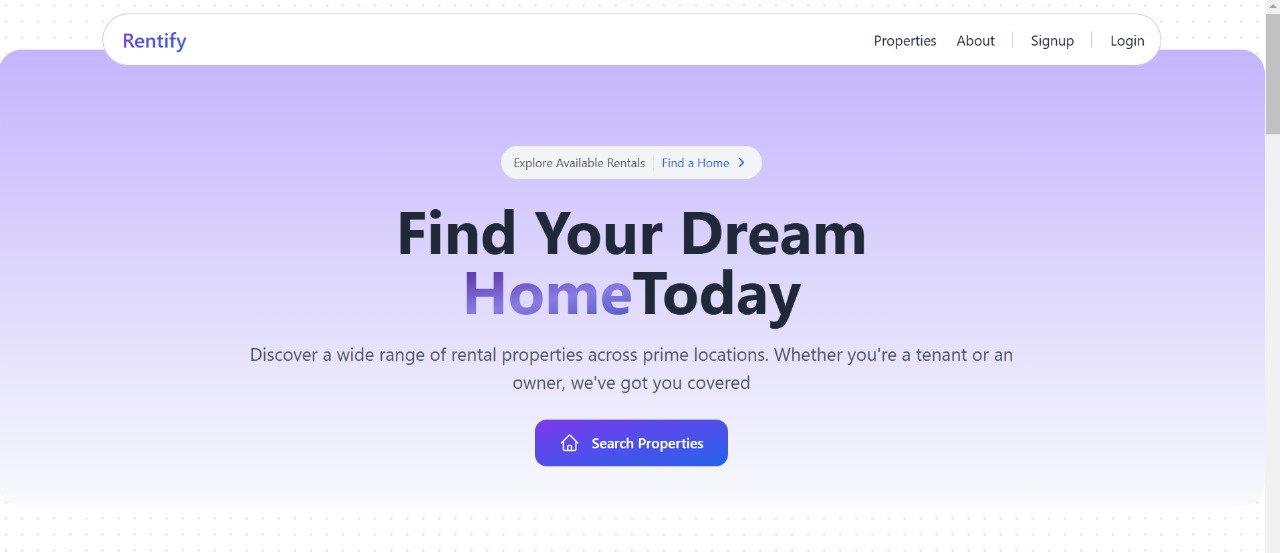 Rentify
Properties About Signup Login
Explore Available Rentals Find a Home
Find Your Dream
HomeToday
Discover a wide range of rental properties across prime locations. Whether you're a tenant or an
owner, we've got you covered
Search Properties